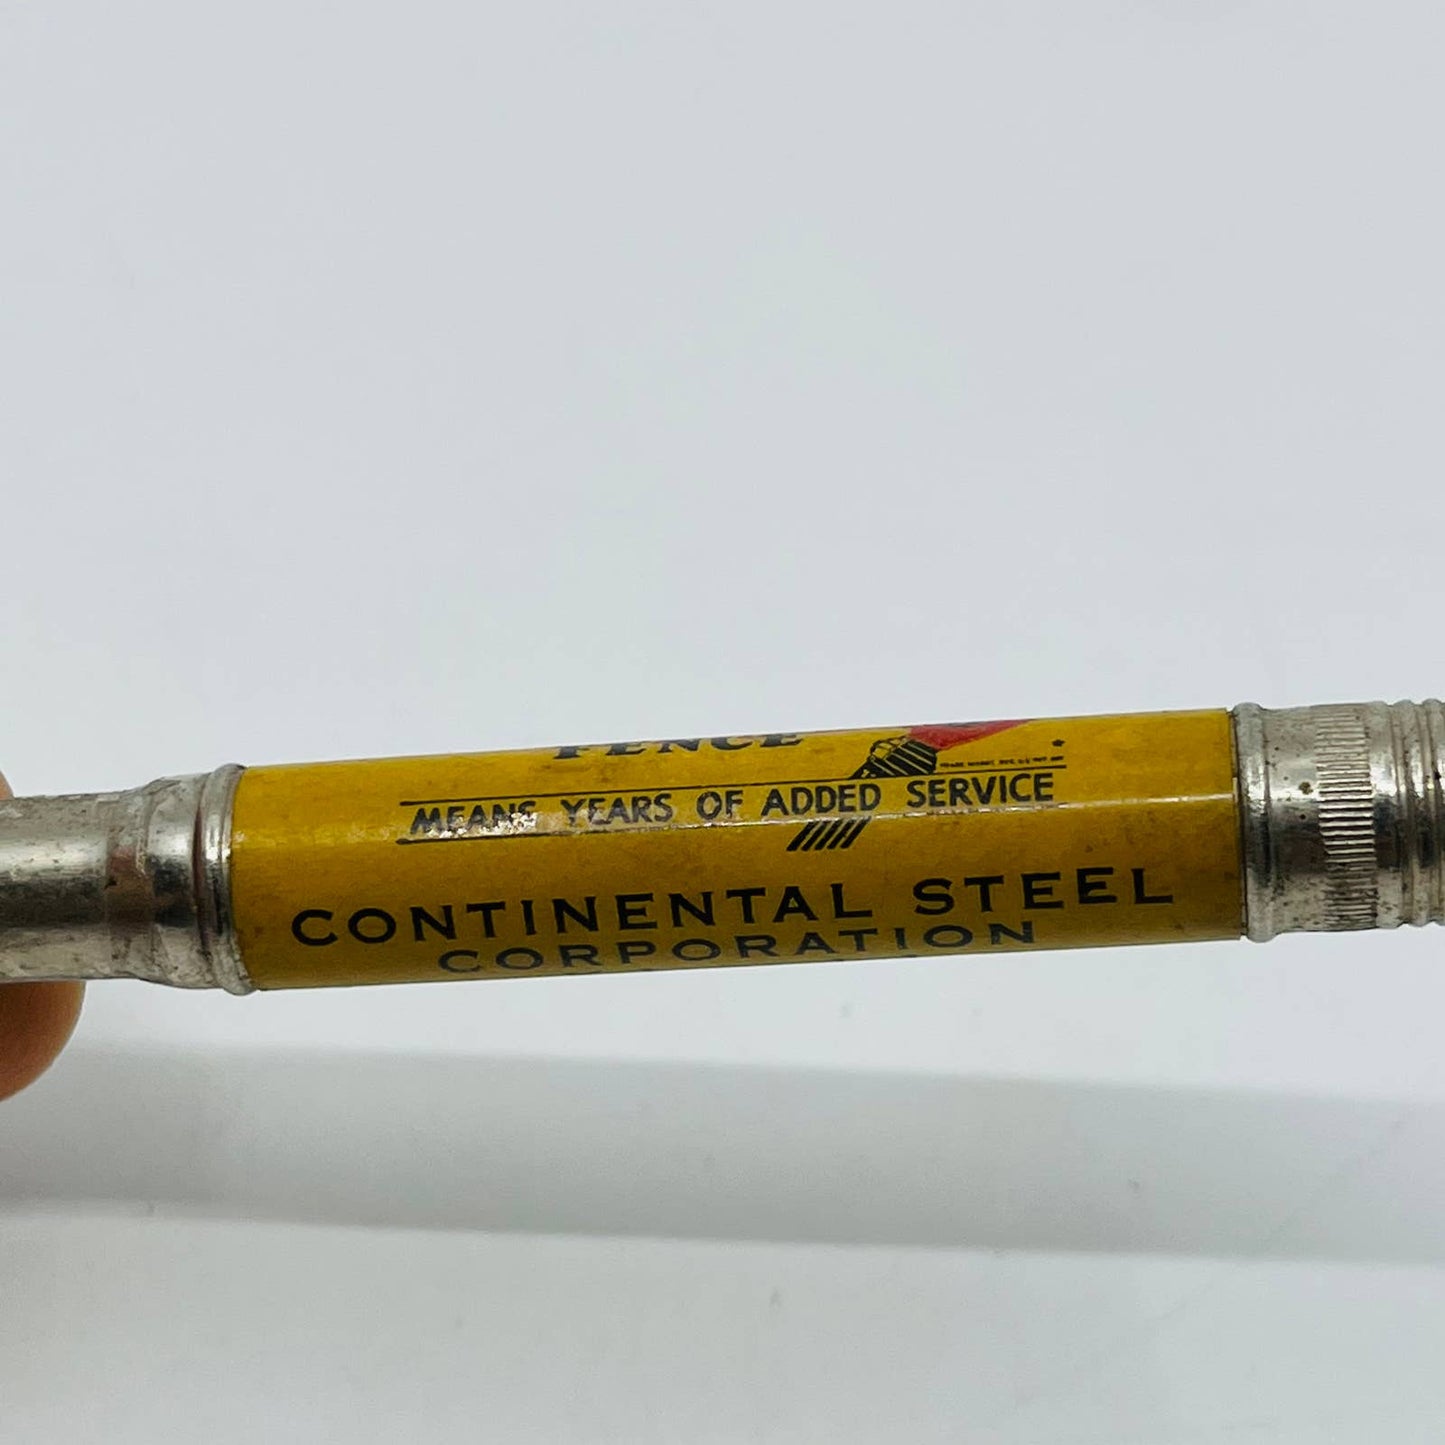 FENCE
MEANS YEARS OF ADDED SERVICE
CONTINENTAL STEEL
CORPORATION